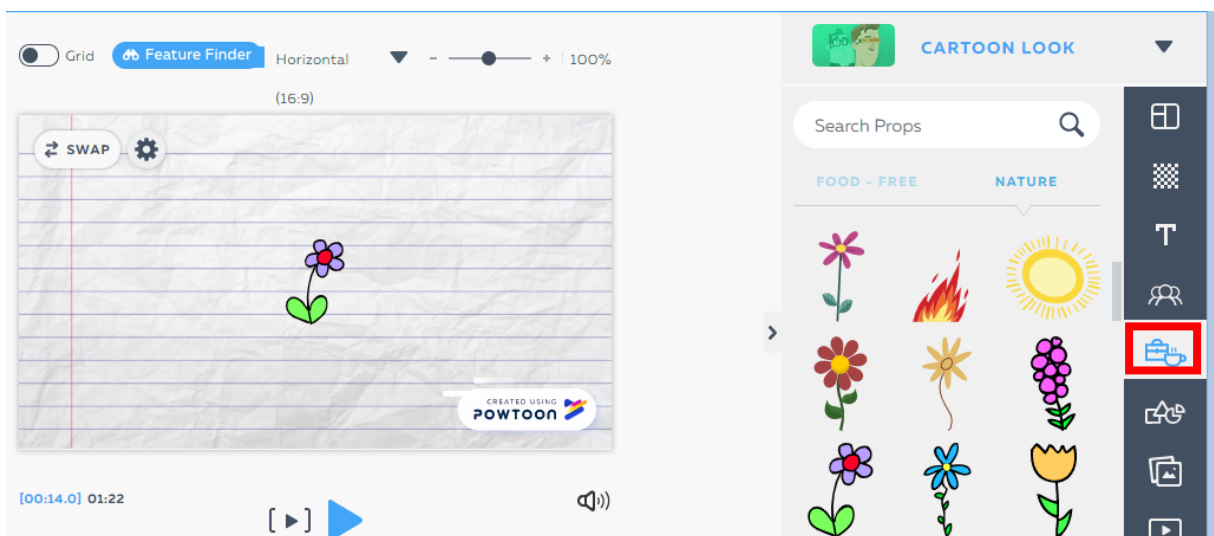 Grid
Feature Finder
Horizontal
- + 100%
(16:9)
CARTOON LOOK
Search Props
FOOD - FREE NATURE
SWAP
T
CREATED USING
POWTOON
[00:14.0] 01:22